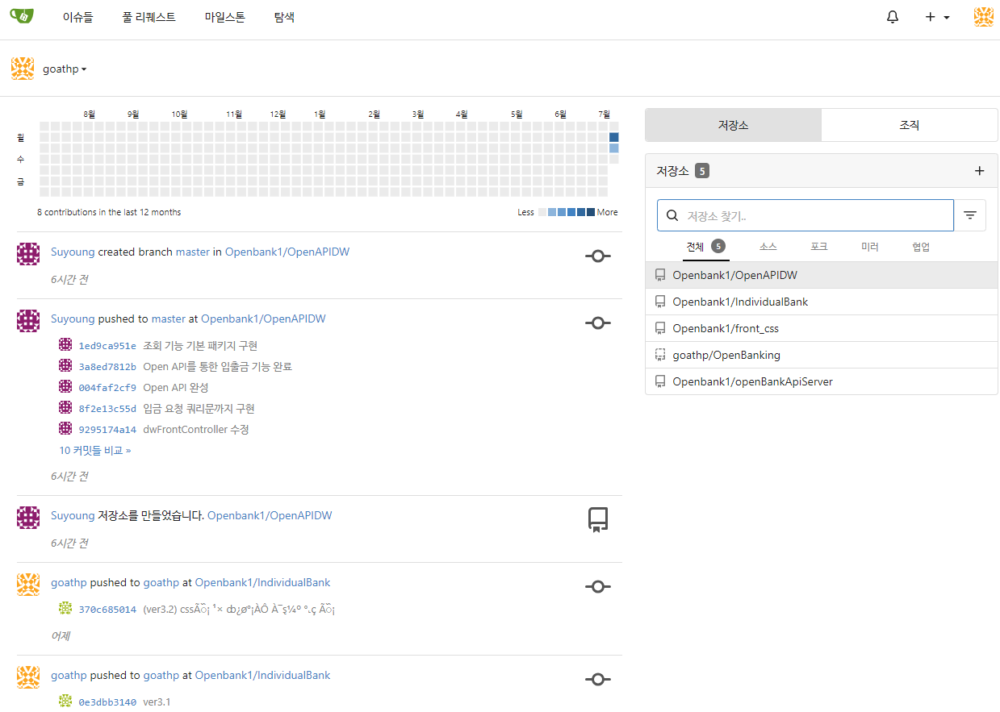 이슈들 풀 리퀘스트 마일스톤 탐색
goathp
8월 9월 10월 11월 12월 1월 2월 3월 4월 5월 6월 7월
월
수
금
8 contributions in the last 12 months Less More
Suyoung created branch master in Openbank1/OpenAPIDW
6시간 전
Suyoung pushed to master at Openbank1/OpenAPIDW
1ed9ca951e 조회 기능 기본 패키지 구현
3a8ed7812b Open API를 통한 입출금 기능 완료
004faf2cf9 Open API 완성
8f2e13c55d 입금 요청 쿼리문까지 구현
9295174a14 dwFrontController 수정
10 커밋들 비교 »
6시간 전
Suyoung 저장소를 만들었습니다. Openbank1/OpenAPIDW
6시간 전
goathp pushed to goathp at Openbank1/IndividualBank
370c685014 (ver3.2)
어제
goathp pushed to goathp at Openbank1/IndividualBank
0e3dbb3140 ver3.1
저장소 조직
저장소 5
저장소 찾기..
전체 5 소스 포크 미러 협업
Openbank1/OpenAPIDW
Openbank1/IndividualBank
Openbank1/front_css
goathp/OpenBanking
Openbank1/openBankApiServer